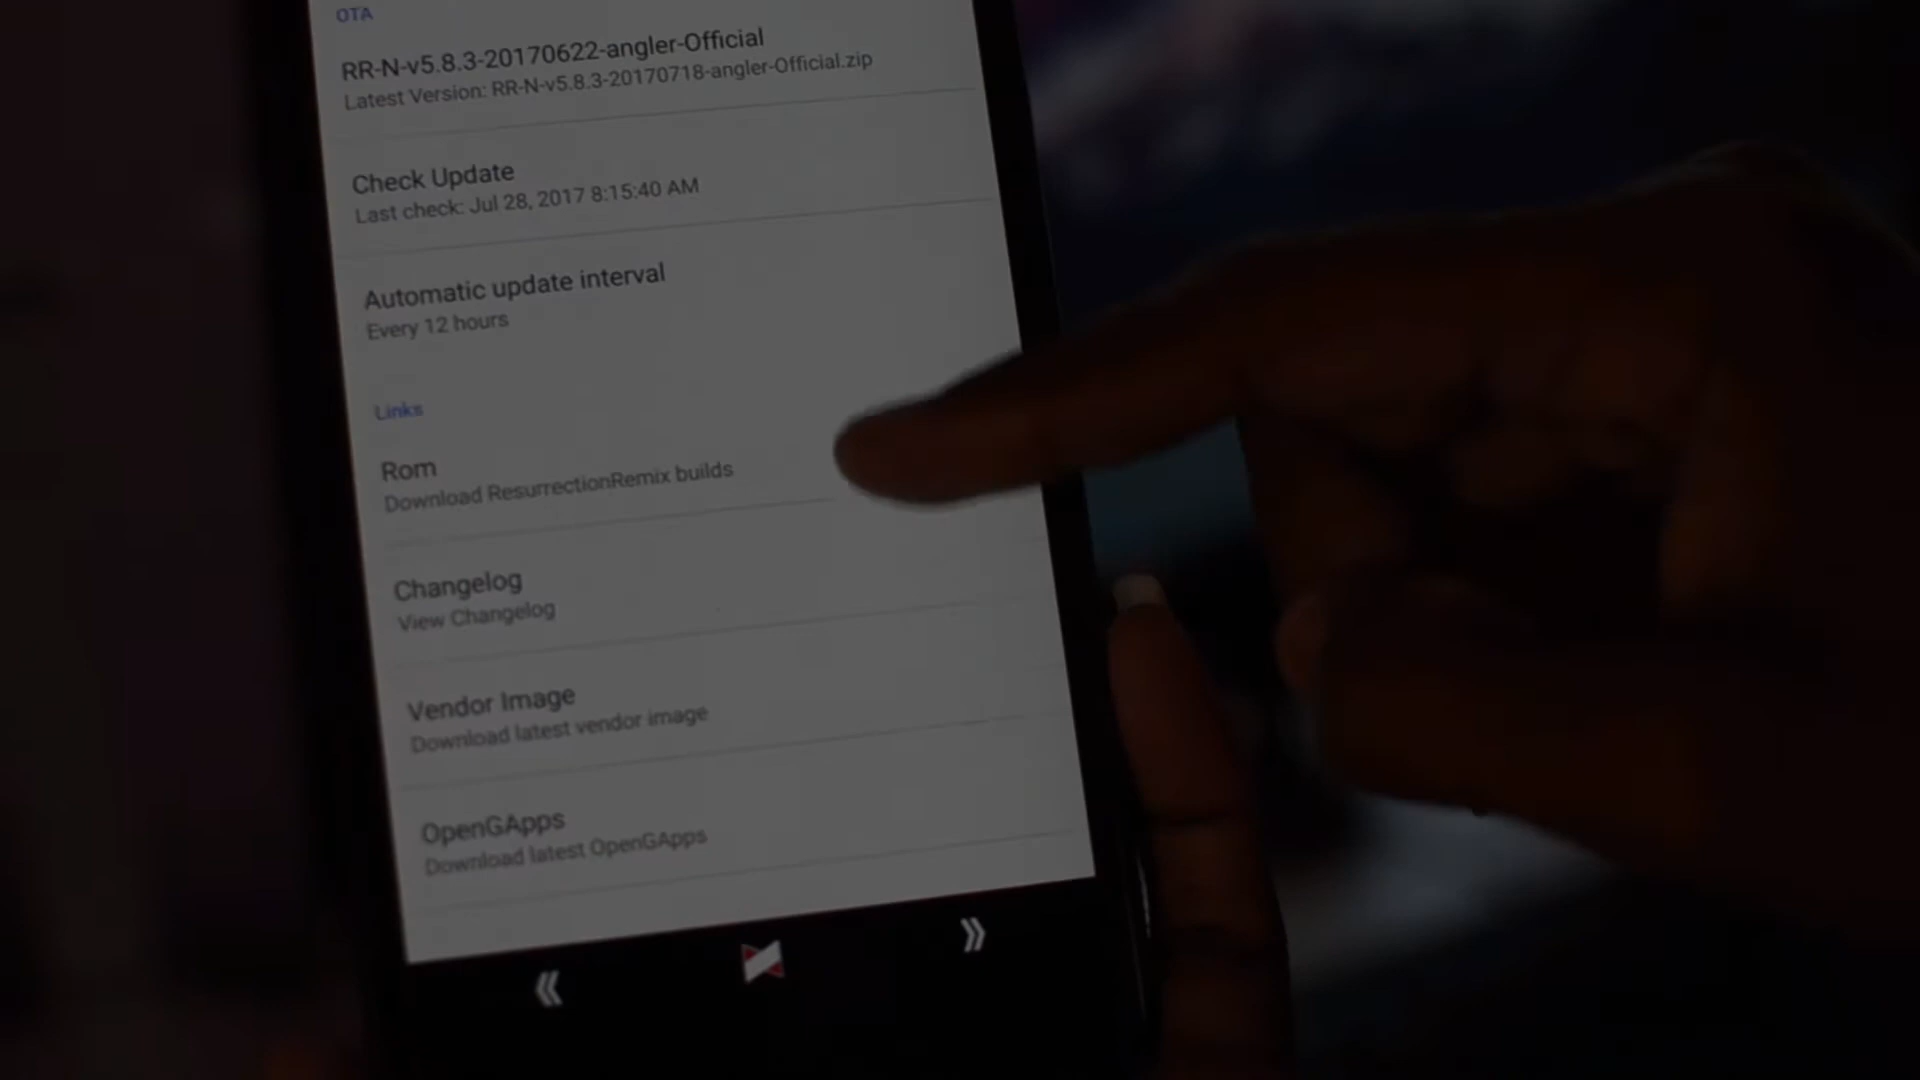 OTA
RR-N-v5.8.3-20170622-angler-Official
Latest Version: RR-N-v5.8.3-20170718-angler-Official.zip
Check Update
Last check: Jul 28, 2017 8:15:40 AM
Automatic update interval
Every 12 hours
Links
Rom
Download ResurrectionRemix builds
Changelog
View Changelog
Vendor Image
Download latest vendor image
OpenGApps
Download latest OpenGApps